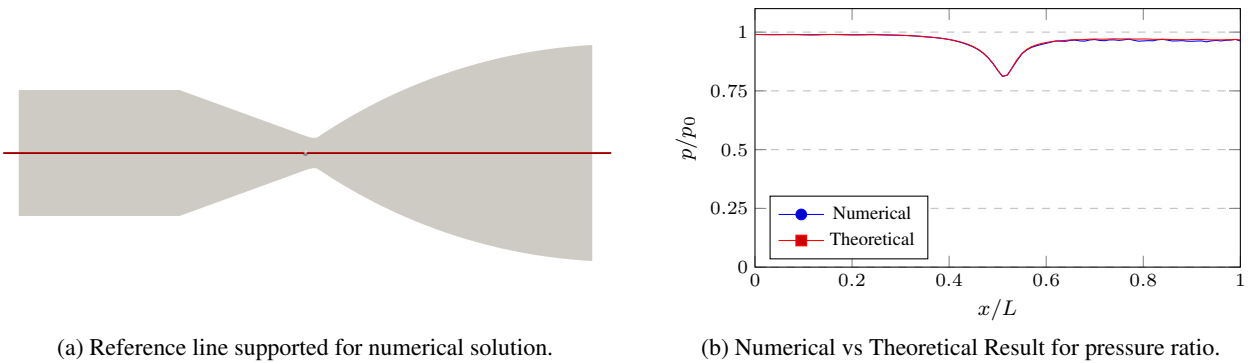 1
0.75
0.5
0.25
0
p/p₀
Numerical
Theoretical
0 0.2 0.4 0.6 0.8 1
x/L
(a) Reference line supported for numerical solution.
(b) Numerical vs Theoretical Result for pressure ratio.